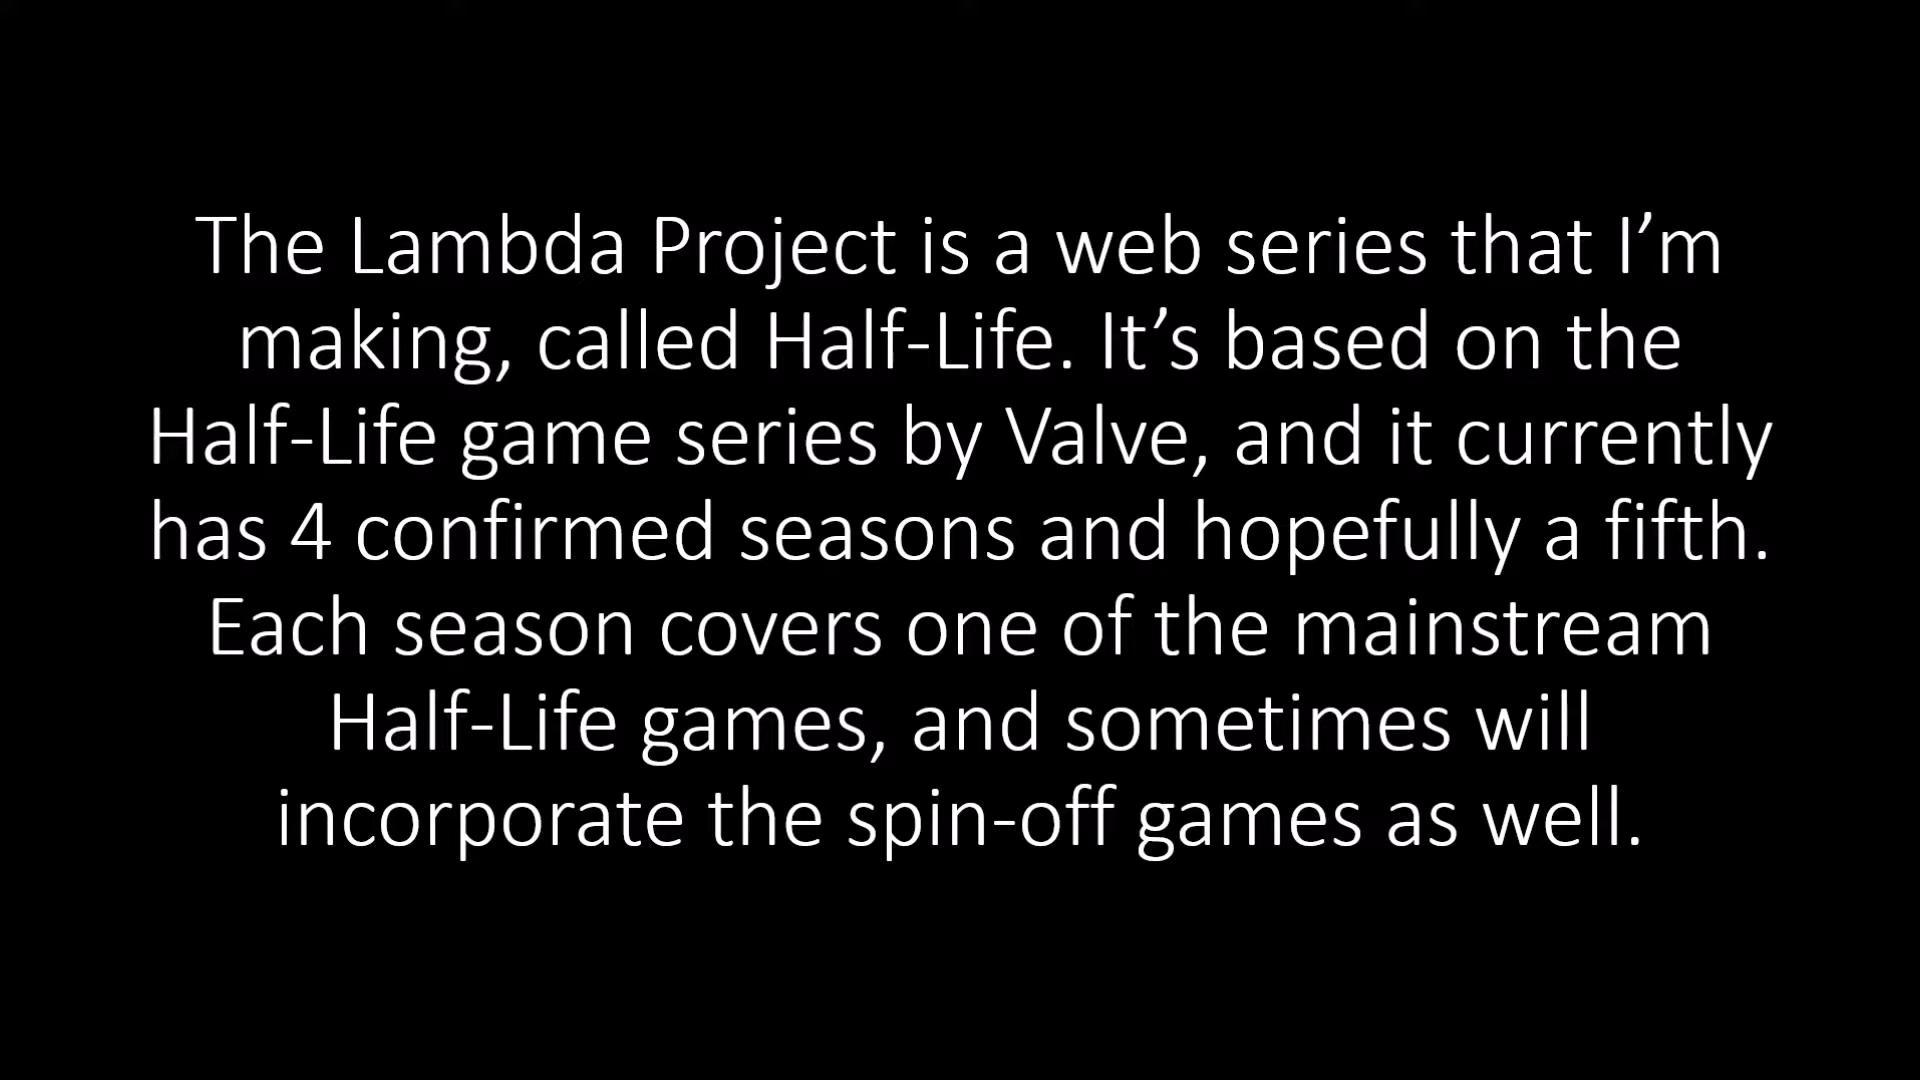 The Lambda Project is a web series that I’m
making, called Half-Life. It’s based on the
Half-Life game series by Valve, and it currently
has 4 confirmed seasons and hopefully a fifth.
Each season covers one of the mainstream
Half-Life games, and sometimes will
incorporate the spin-off games as well.